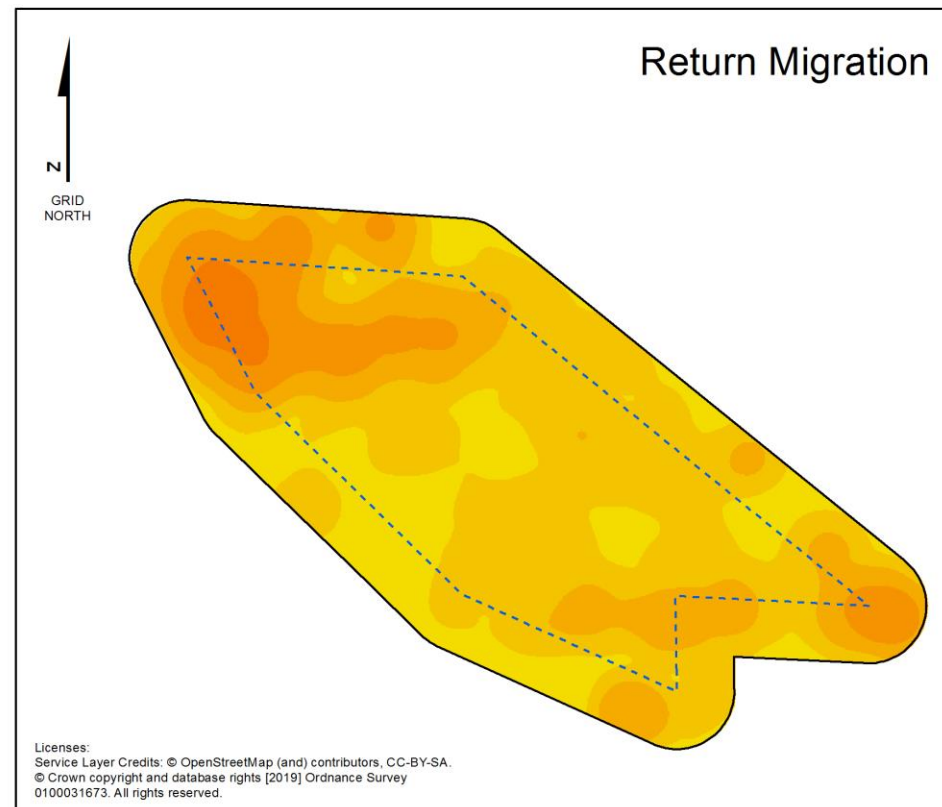 Return Migration
N
GRID
NORTH
Licenses:
Service Layer Credits: © OpenStreetMap (and) contributors, CC-BY-SA.
© Crown copyright and database rights [2019] Ordnance Survey
0100031673. All rights reserved.